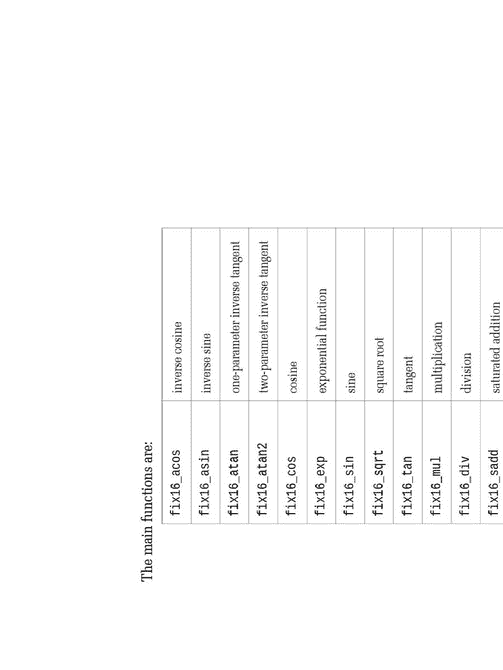 The main functions are:
fix16_acos inverse cosine
fix16_asin inverse sine
fix16_atan one-parameter inverse tangent
fix16_atan2 two-parameter inverse tangent
fix16_cos cosine
fix16_exp exponential function
fix16_sin sine
fix16_sqrt square root
fix16_tan tangent
fix16_mul multiplication
fix16_div division
fix16_sadd saturated addition